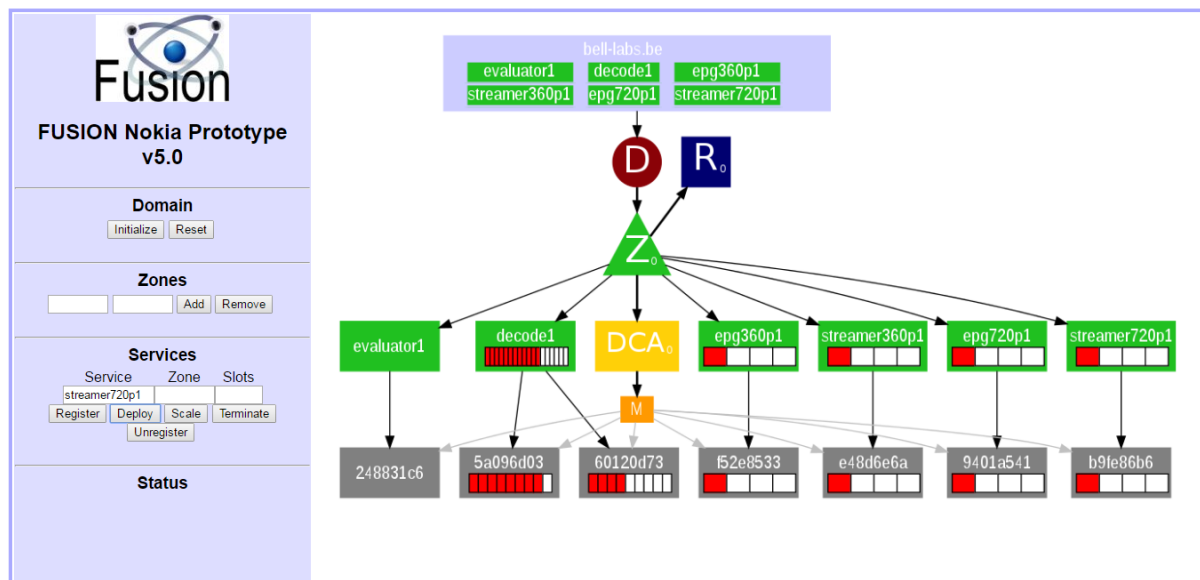 Fusion
FUSION Nokia Prototype
v5.0
Domain
Initialize Reset
Zones
Add Remove
Services
Service Zone Slots
streamer720p1
Register Deploy Scale Terminate
Unregister
Status
bell-labs.be
evaluator1 decode1 epg360p1
streamer360p1 epg720p1 streamer720p1
D R0
Z0
evaluator1 decode1 DCA0 epg360p1 streamer360p1 epg720p1 streamer720p1
M
248831c6 5a096d03 60120d73 f52e8533 e48d6e6a 9401a541 b9fe86b6